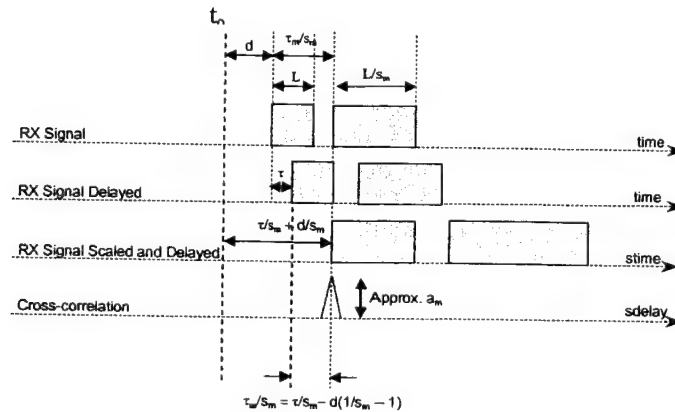 t₀
d
τₘ/sₘ
L
L/sₘ
RX Signal
time
τ
RX Signal Delayed
time
τ/sₘ + d/sₘ
RX Signal Scaled and Delayed
stime
Approx. aₘ
Cross-correlation
sdelay
τₘ/sₘ = τ/sₘ – d(1/sₘ – 1)